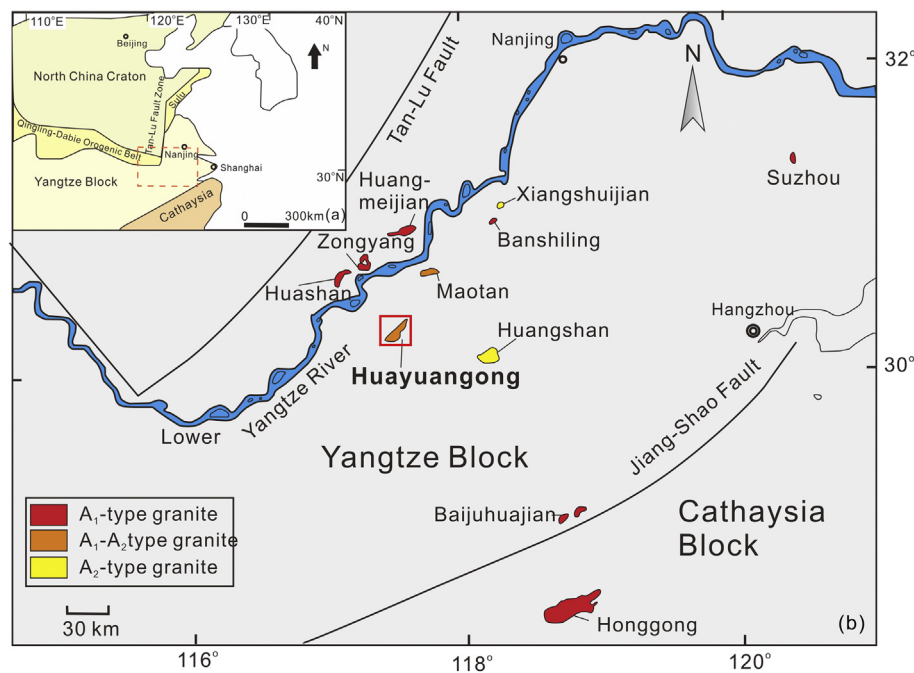 110°E
120°E
130°E
40°N
Beijing
N
North China Craton
Tan-Lu Fault Zone
Sulu
Qingling-Dabie Orogenic Belt
Nanjing
Shanghai
30°N
Yangtze Block
Cathaysia
0 300km
(a)
118°
120°
Nanjing
32°
N
Tan-Lu Fault
Suzhou
Huang-
meijian
Xiangshuijian
Banshiling
Zongyang
Huashan
Maotan
Hangzhou
Huangshan
30°
Huayuangong
Yangtze River
Lower
Jiang-Shao Fault
Yangtze Block
Baijuhuajian
Cathaysia
Block
A₁-type granite
A₁-A₂type granite
A₂-type granite
30 km
Honggong
(b)
116°
118°
120°